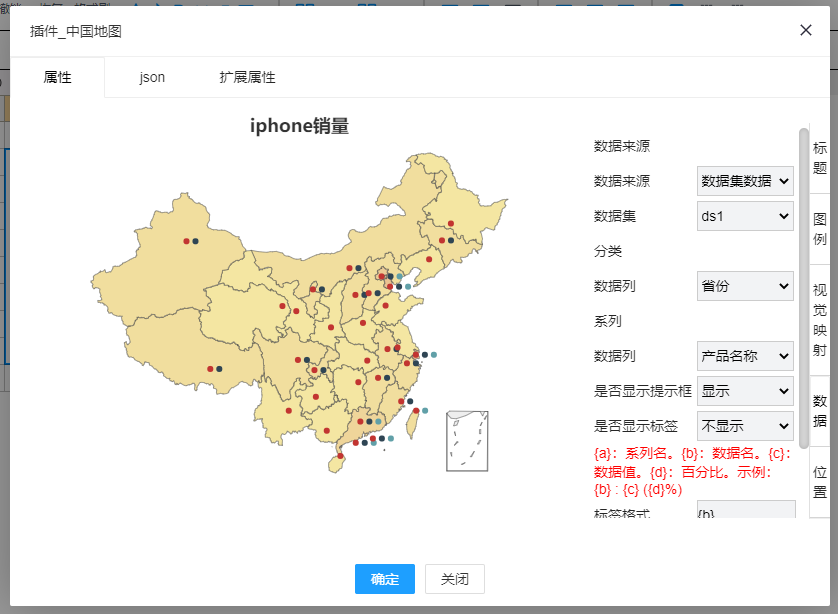 插件_中国地图
属性
json
扩展属性
iphone销量
数据来源
数据来源
数据集数据
数据集
ds1
分类
数据列
省份
系列
数据列
产品名称
是否显示提示框
显示
是否显示标签
不显示
{a}：系列名。{b}：数据名。{c}：
数据值。{d}：百分比。示例：
{b} : {c} ({d}%)
标签格式
{b}
标题
图例
视觉映射
数据
位置
确定
关闭